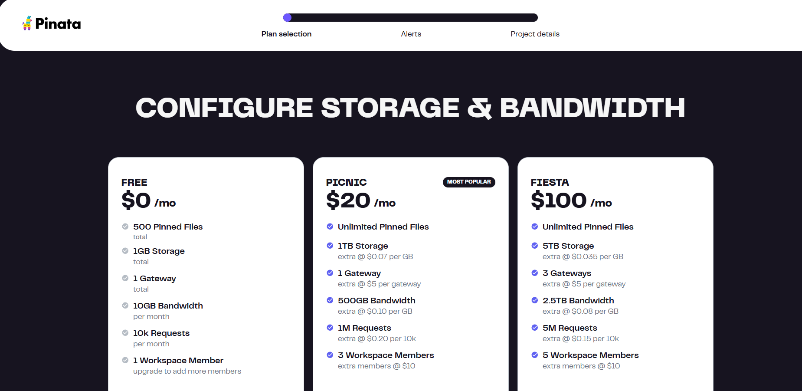 Pinata
Plan selection
Alerts
Project details
CONFIGURE STORAGE & BANDWIDTH
FREE
$0 /mo
500 Pinned Files
total
1GB Storage
total
1 Gateway
total
10GB Bandwidth
per month
10k Requests
per month
1 Workspace Member
upgrade to add more members
PICNIC
MOST POPULAR
$20 /mo
Unlimited Pinned Files
1TB Storage
extra @ $0.07 per GB
1 Gateway
extra @ $5 per gateway
500GB Bandwidth
extra @ $0.10 per GB
1M Requests
extra @ $0.20 per 10k
3 Workspace Members
extra members @ $10
FIESTA
$100 /mo
Unlimited Pinned Files
5TB Storage
extra @ $0.035 per GB
3 Gateways
extra @ $5 per gateway
2.5TB Bandwidth
extra @ $0.08 per GB
5M Requests
extra @ $0.15 per 10k
5 Workspace Members
extra members @ $10